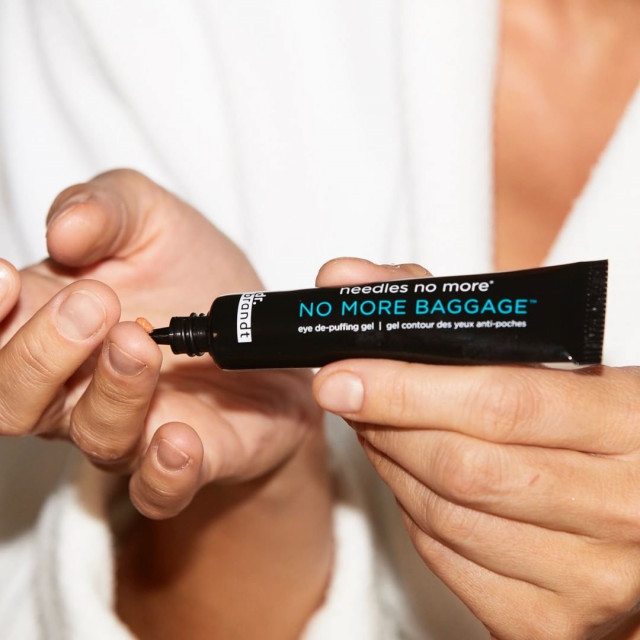 needles no more®
NO MORE BAGGAGE™
eye de-puffing gel | gel contour des yeux anti-poches
dr. brandt